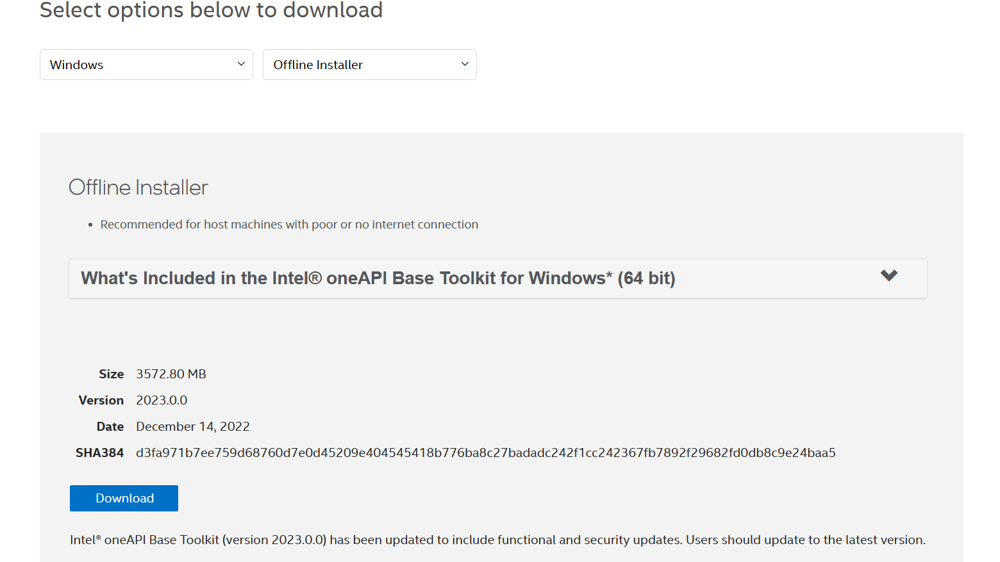 Select options below to download
Windows
Offline Installer
Offline Installer
• Recommended for host machines with poor or no internet connection
What's Included in the Intel® oneAPI Base Toolkit for Windows* (64 bit)
Size 3572.80 MB
Version 2023.0.0
Date December 14, 2022
SHA384 d3fa971b7ee759d68760d7e0d45209e404545418b776ba8c27badadc242f1cc242367fb7892f29682fd0db8c9e24baa5
Download
Intel® oneAPI Base Toolkit (version 2023.0.0) has been updated to include functional and security updates. Users should update to the latest version.